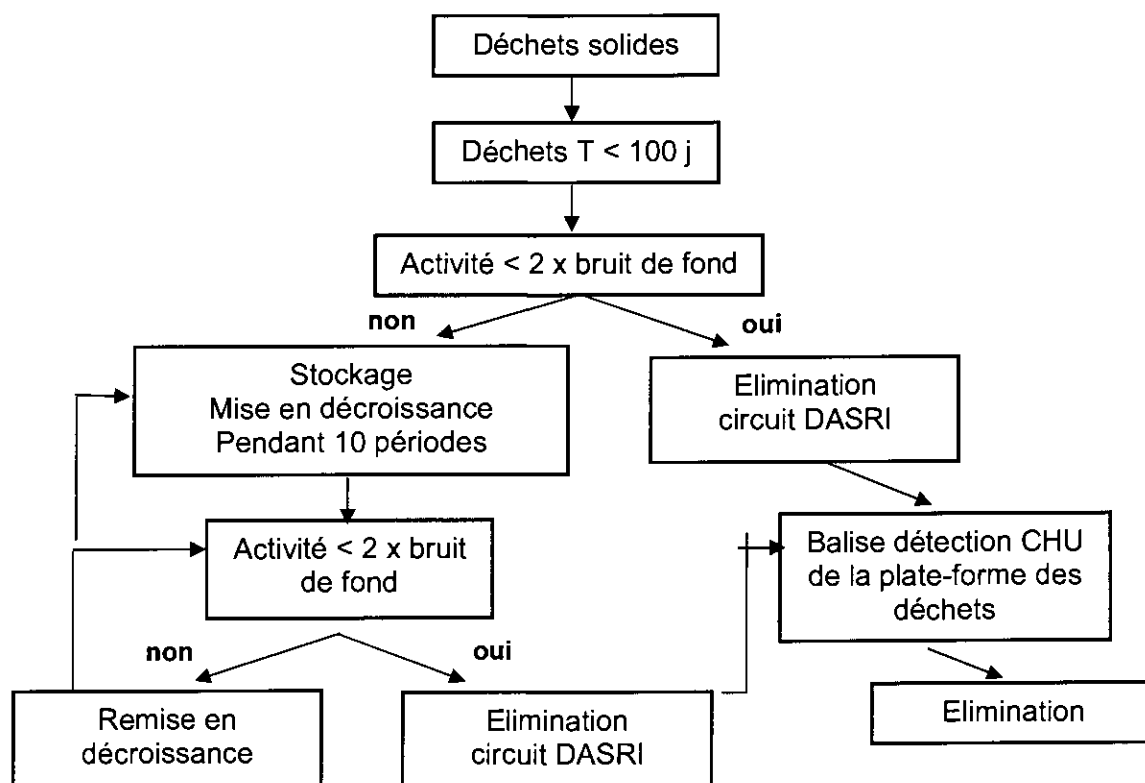 Déchets solides
Déchets T < 100 j
Activité < 2 x bruit de fond
non
oui
Stockage
Mise en décroissance
Pendant 10 périodes
Elimination
circuit DASRI
Activité < 2 x bruit
de fond
Balise détection CHU
de la plate-forme des
déchets
non
oui
Remise en
décroissance
Elimination
circuit DASRI
Elimination